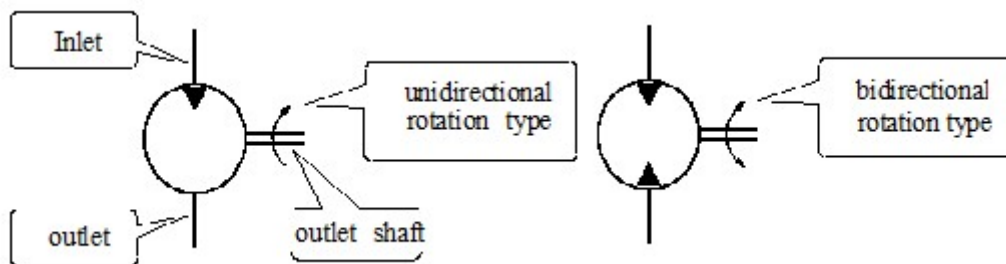 Inlet
unidirectional
rotation type
outlet
outlet shaft
bidirectional
rotation type